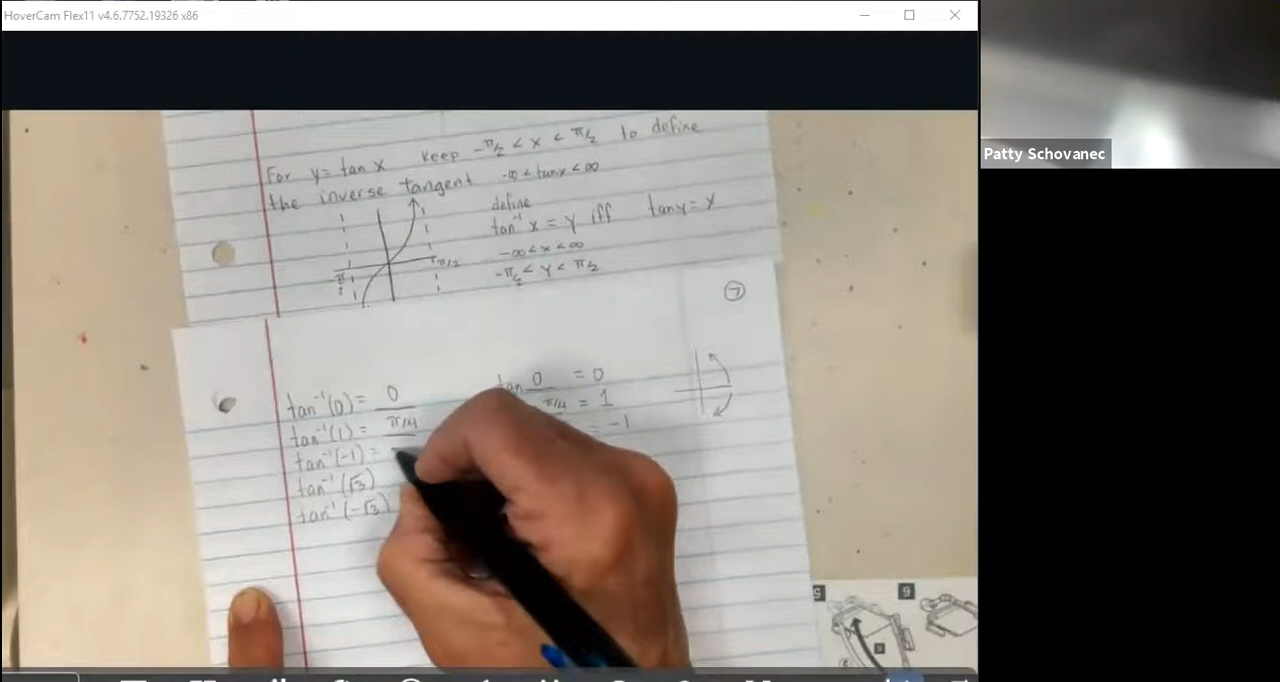 HoverCam Flex11 v4.6.7752.19326 x86
Patty Schovanec
For y = tan x keep -π/2 < x < π/2 to define
the inverse tangent -∞ < tan x < ∞
define
tan⁻¹ x = y iff tan y = x
-∞ < x < ∞
-π/2 < y < π/2
π/2
7
tan⁻¹(0) = 0 tan 0 = 0
tan⁻¹(1) = π/4 π/4 = 1
tan⁻¹(-1) = = -1
tan⁻¹(√3)
tan⁻¹(-√3)
5
6